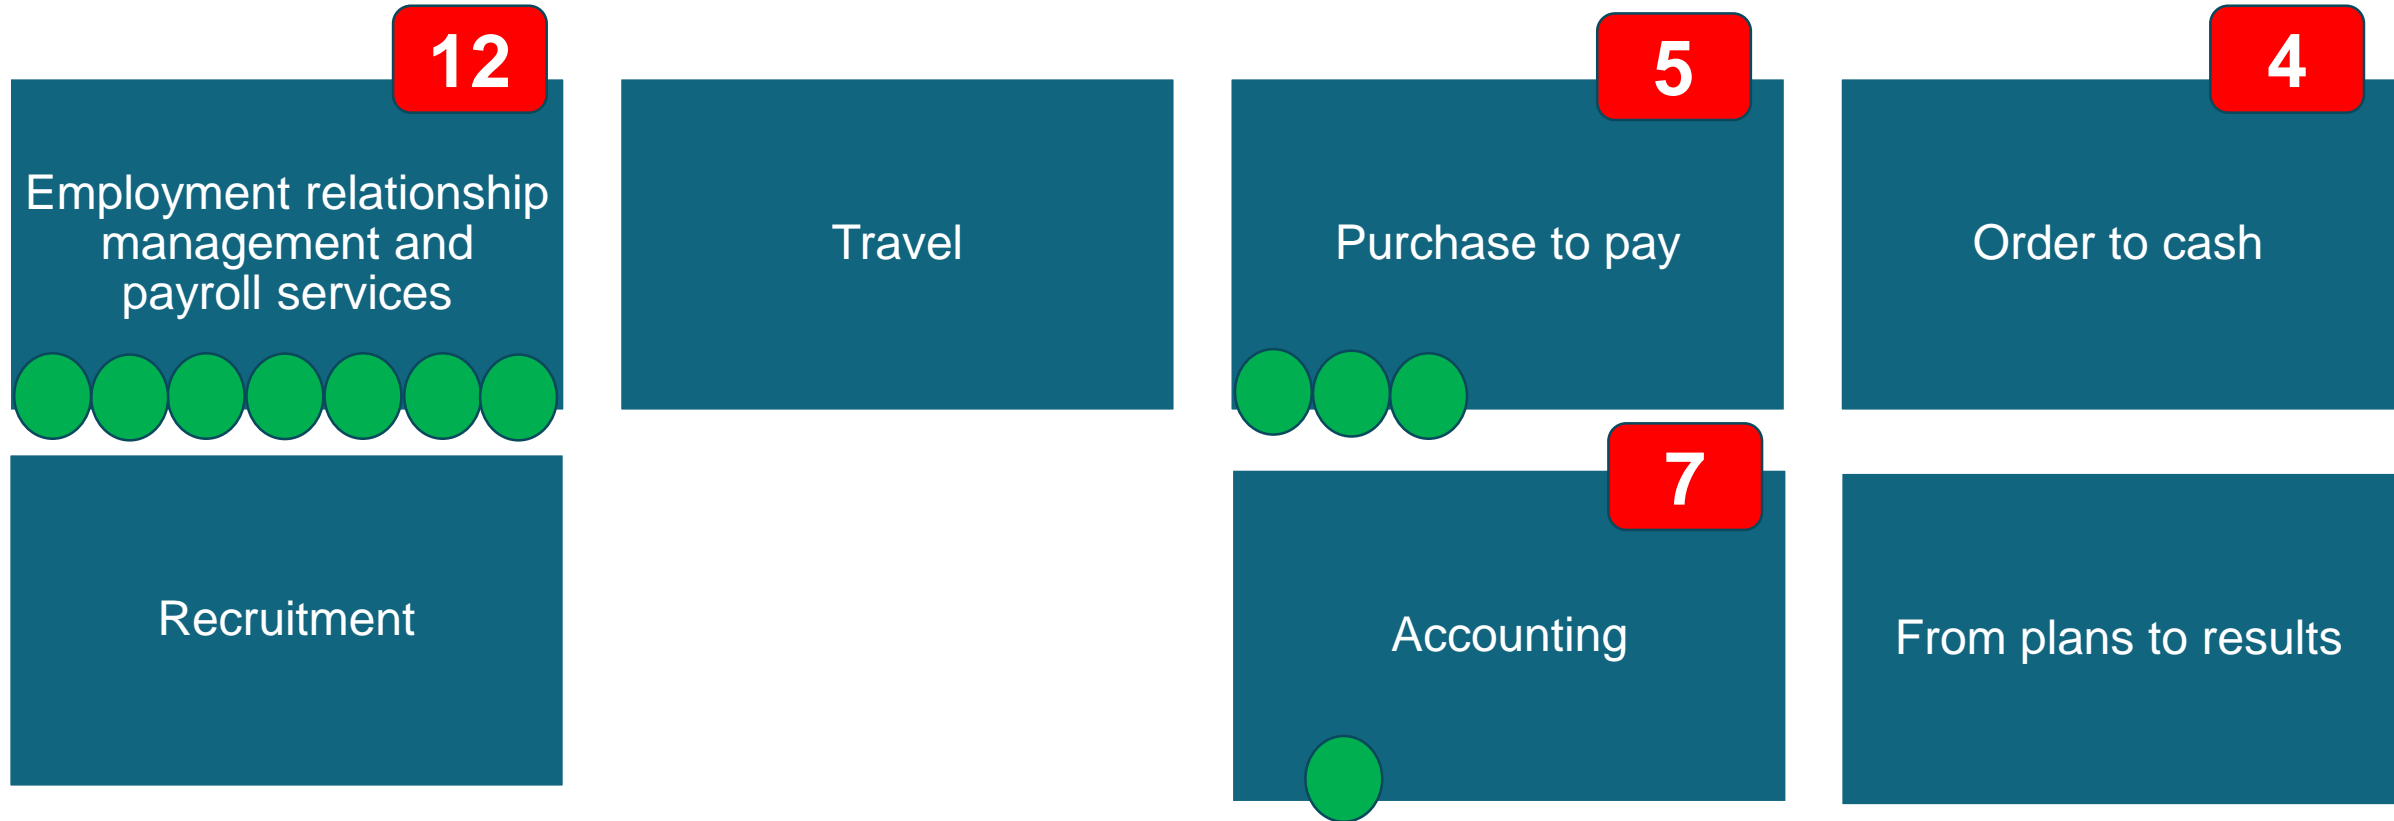 12
Employment relationship
management and
payroll services
Travel
5
Purchase to pay
4
Order to cash
Recruitment
7
Accounting
From plans to results